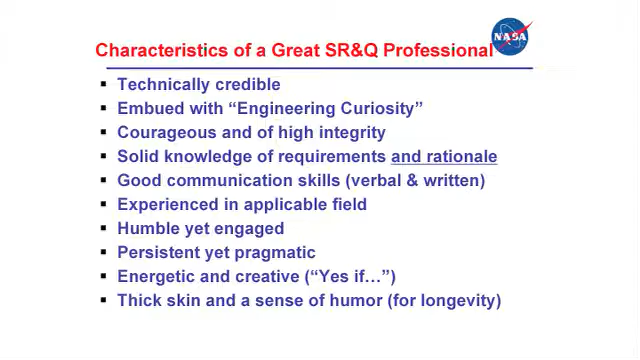 Characteristics of a Great SR&Q Professional
NASA
▪ Technically credible
▪ Embued with “Engineering Curiosity”
▪ Courageous and of high integrity
▪ Solid knowledge of requirements and rationale
▪ Good communication skills (verbal & written)
▪ Experienced in applicable field
▪ Humble yet engaged
▪ Persistent yet pragmatic
▪ Energetic and creative (“Yes if…”)
▪ Thick skin and a sense of humor (for longevity)